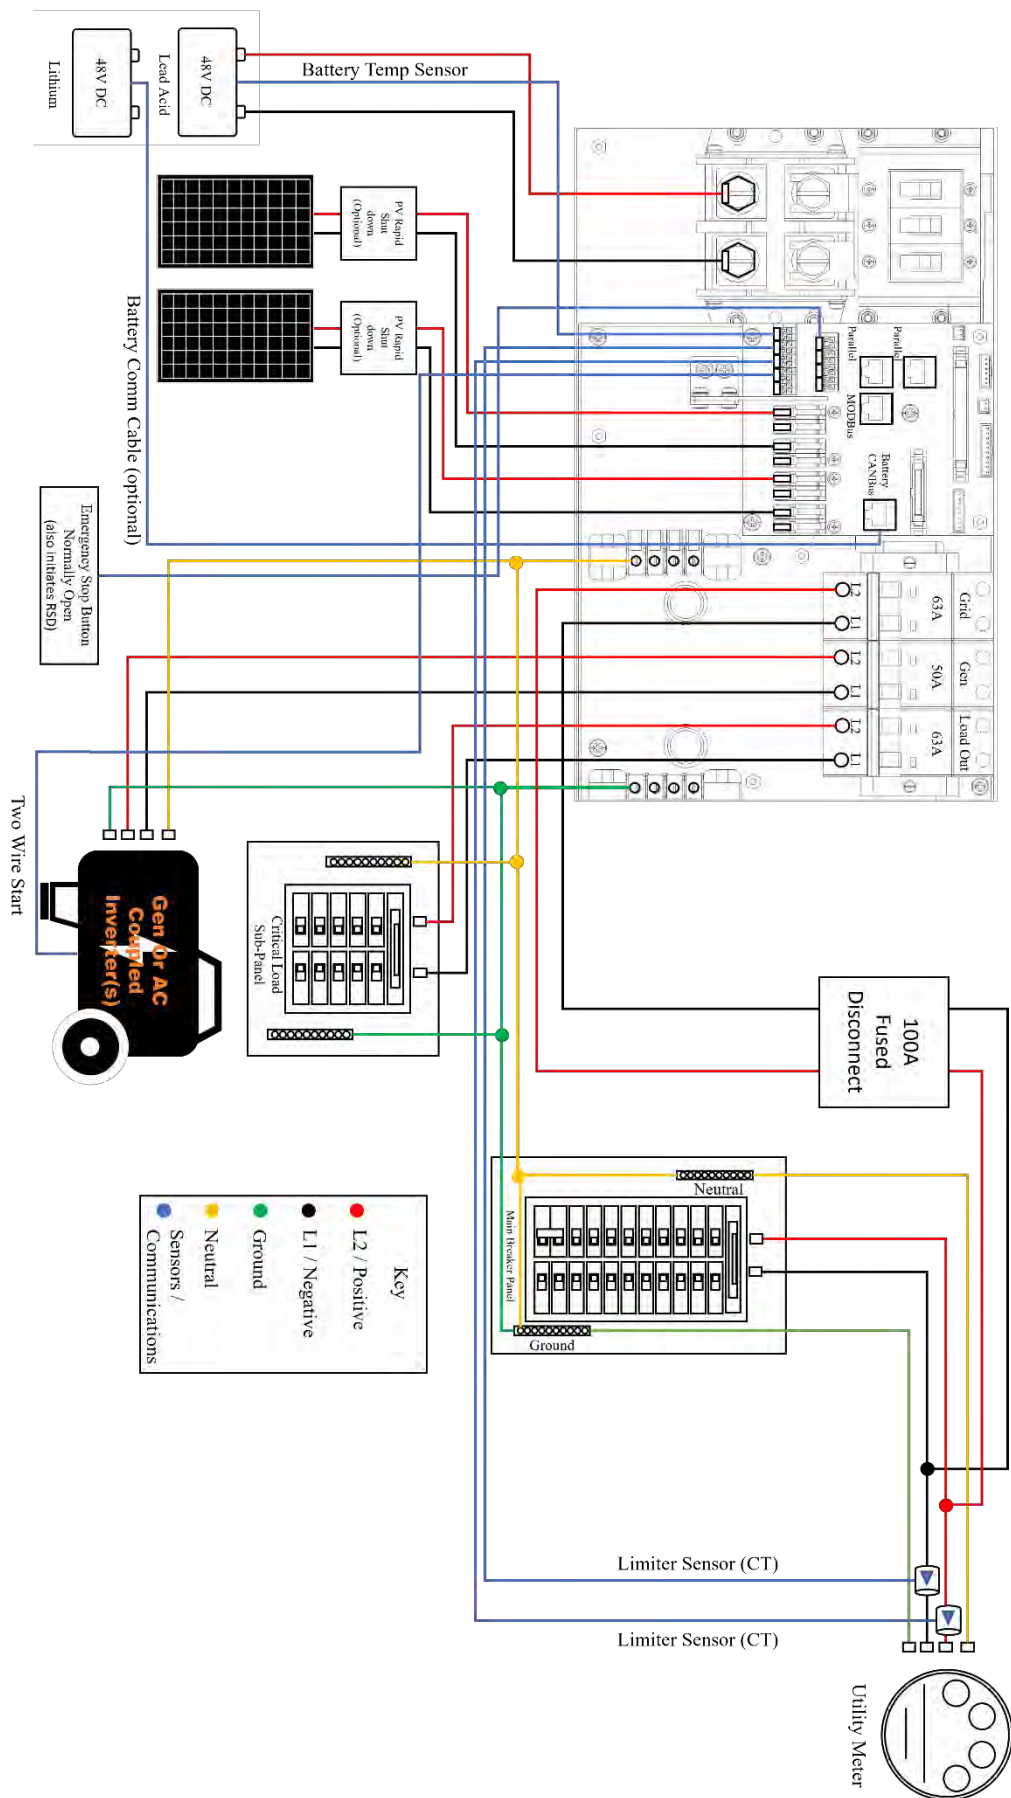 48V DC
Lithium
48V DC
Lead Acid
Battery Temp Sensor
PV Rapid
Shut
down
(Optional)
PV Rapid
Shut
down
(Optional)
Battery Comm Cable (optional)
Parallel
Parallel
MODBus
Battery
CANBus
Emergency Stop Button
Normally Open
(also initiates RSD)
Grid
63A
L2
L1
Gen
50A
L2
L1
Load Out
63A
L2
L1
Two Wire Start
Gen Or AC
Coupled
Inverter(s)
Critical Load
Sub-Panel
100A
Fused
Disconnect
Neutral
Main Breaker Panel
Ground
Key
L2 / Positive
L1 / Negative
Ground
Neutral
Sensors /
Communications
Limiter Sensor (CT)
Limiter Sensor (CT)
Utility Meter